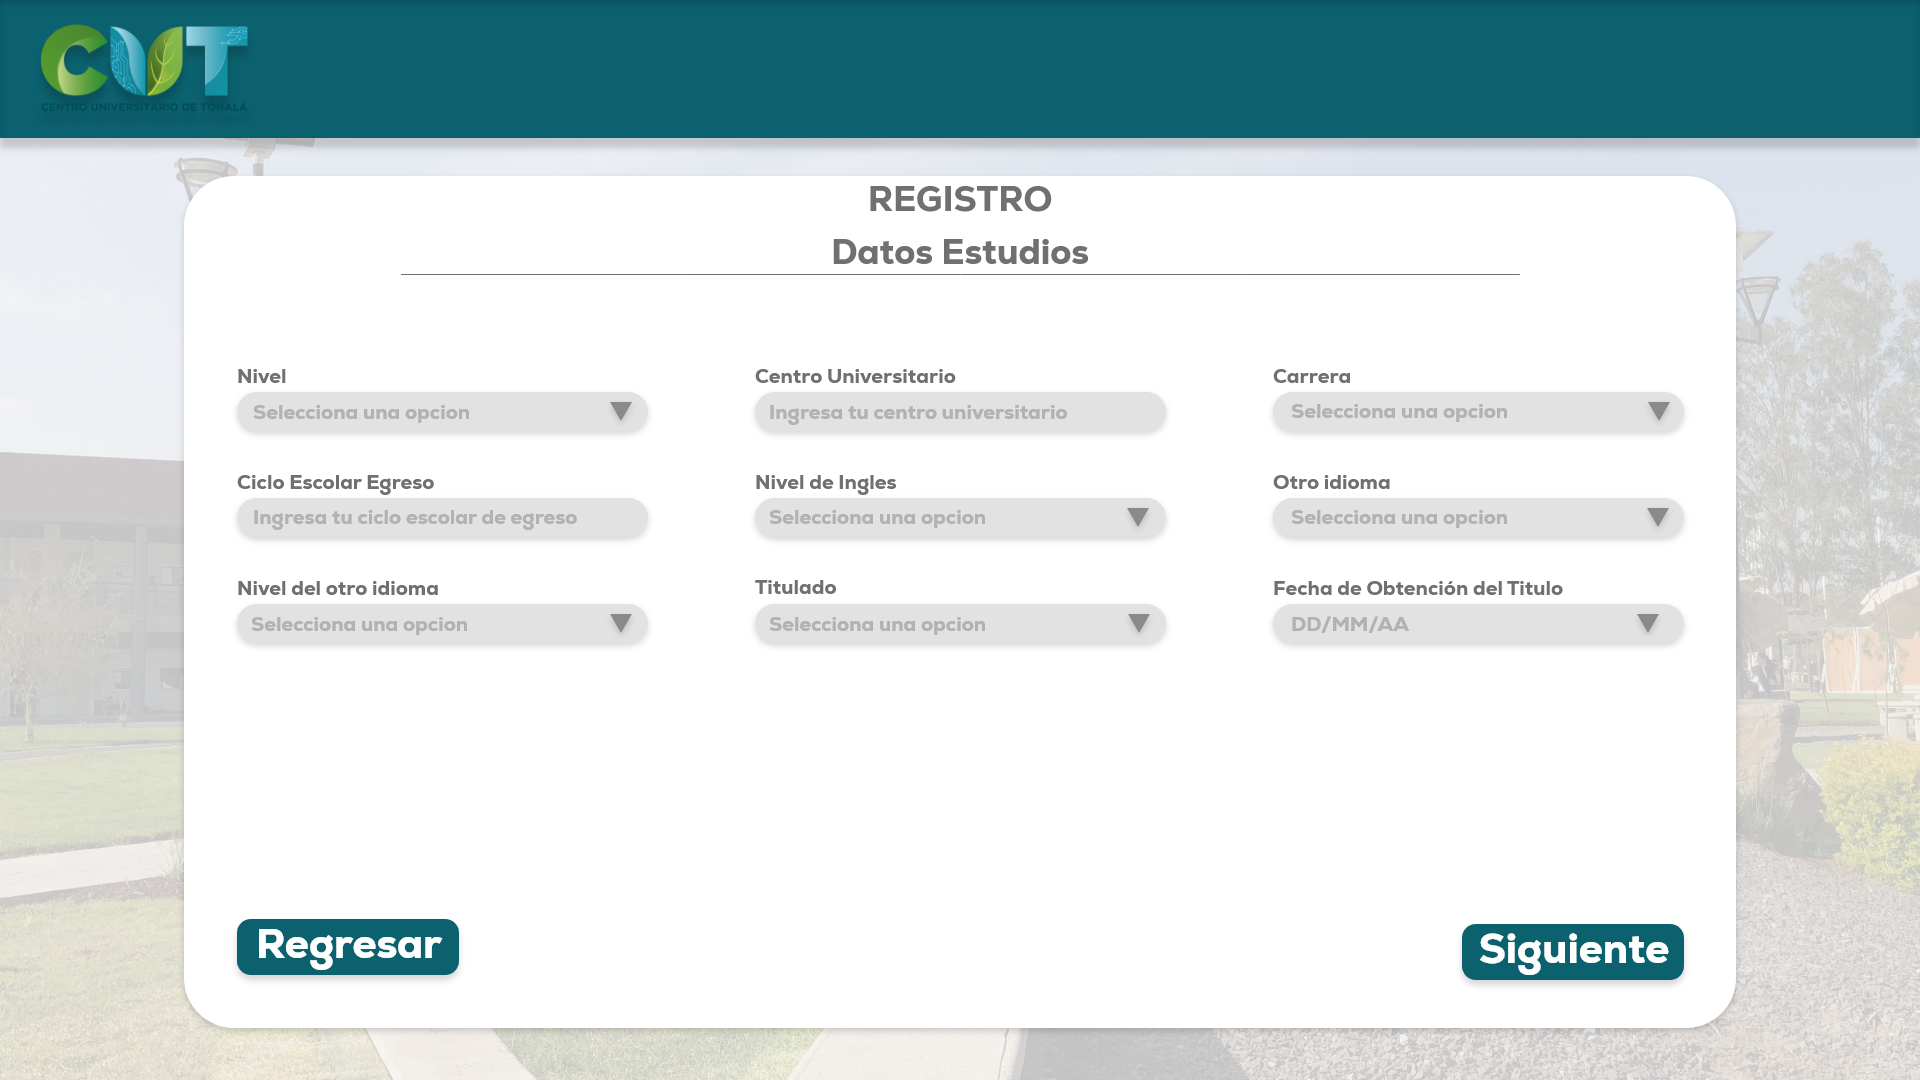 CUT
CENTRO UNIVERSITARIO DE TONALÁ
REGISTRO
Datos Estudios
Nivel
Selecciona una opcion
Centro Universitario
Ingresa tu centro universitario
Carrera
Selecciona una opcion
Ciclo Escolar Egreso
Ingresa tu ciclo escolar de egreso
Nivel de Ingles
Selecciona una opcion
Otro idioma
Selecciona una opcion
Nivel del otro idioma
Selecciona una opcion
Titulado
Selecciona una opcion
Fecha de Obtención del Titulo
DD/MM/AA
Regresar
Siguiente